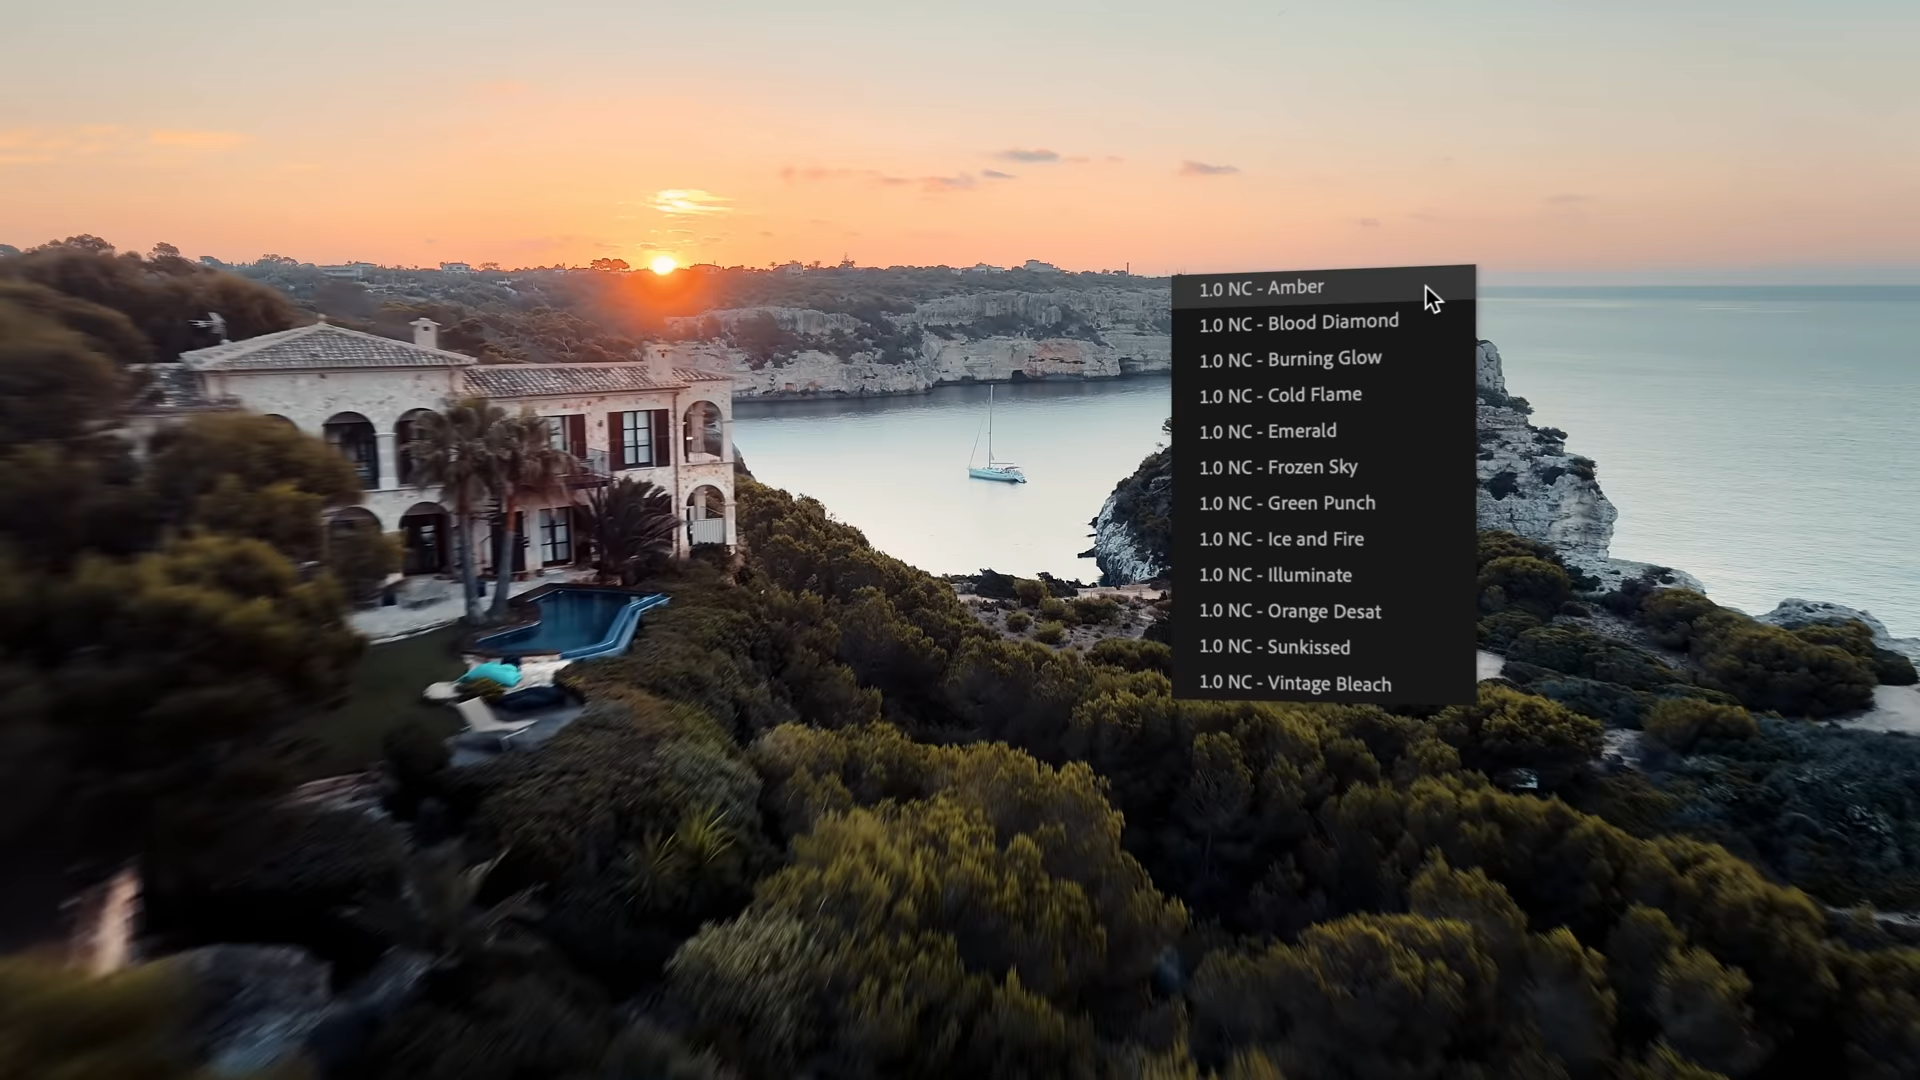 1.0 NC - Amber
1.0 NC - Blood Diamond
1.0 NC - Burning Glow
1.0 NC - Cold Flame
1.0 NC - Emerald
1.0 NC - Frozen Sky
1.0 NC - Green Punch
1.0 NC - Ice and Fire
1.0 NC - Illuminate
1.0 NC - Orange Desat
1.0 NC - Sunkissed
1.0 NC - Vintage Bleach